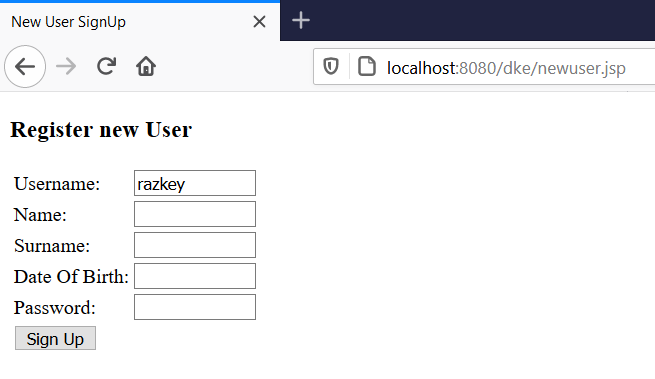 New User SignUp
localhost:8080/dke/newuser.jsp
Register new User
Username: razkey
Name:
Surname:
Date Of Birth:
Password:
Sign Up